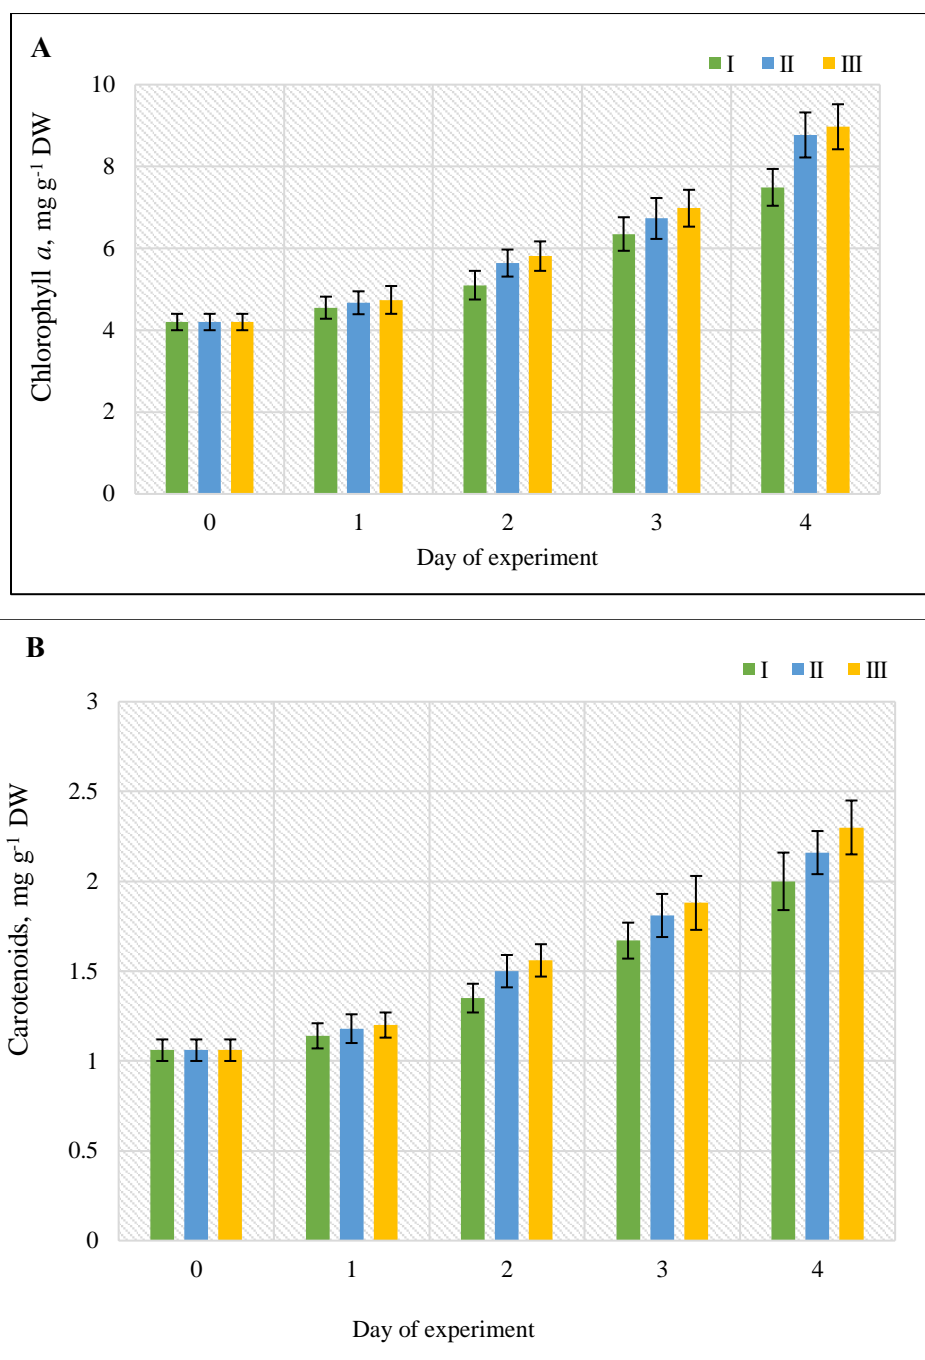 A
I II III
Chlorophyll a, mg g-1 DW
10
8
6
4
2
0
0 1 2 3 4
Day of experiment
B
I II III
Carotenoids, mg g-1 DW
3
2.5
2
1.5
1
0.5
0
0 1 2 3 4
Day of experiment